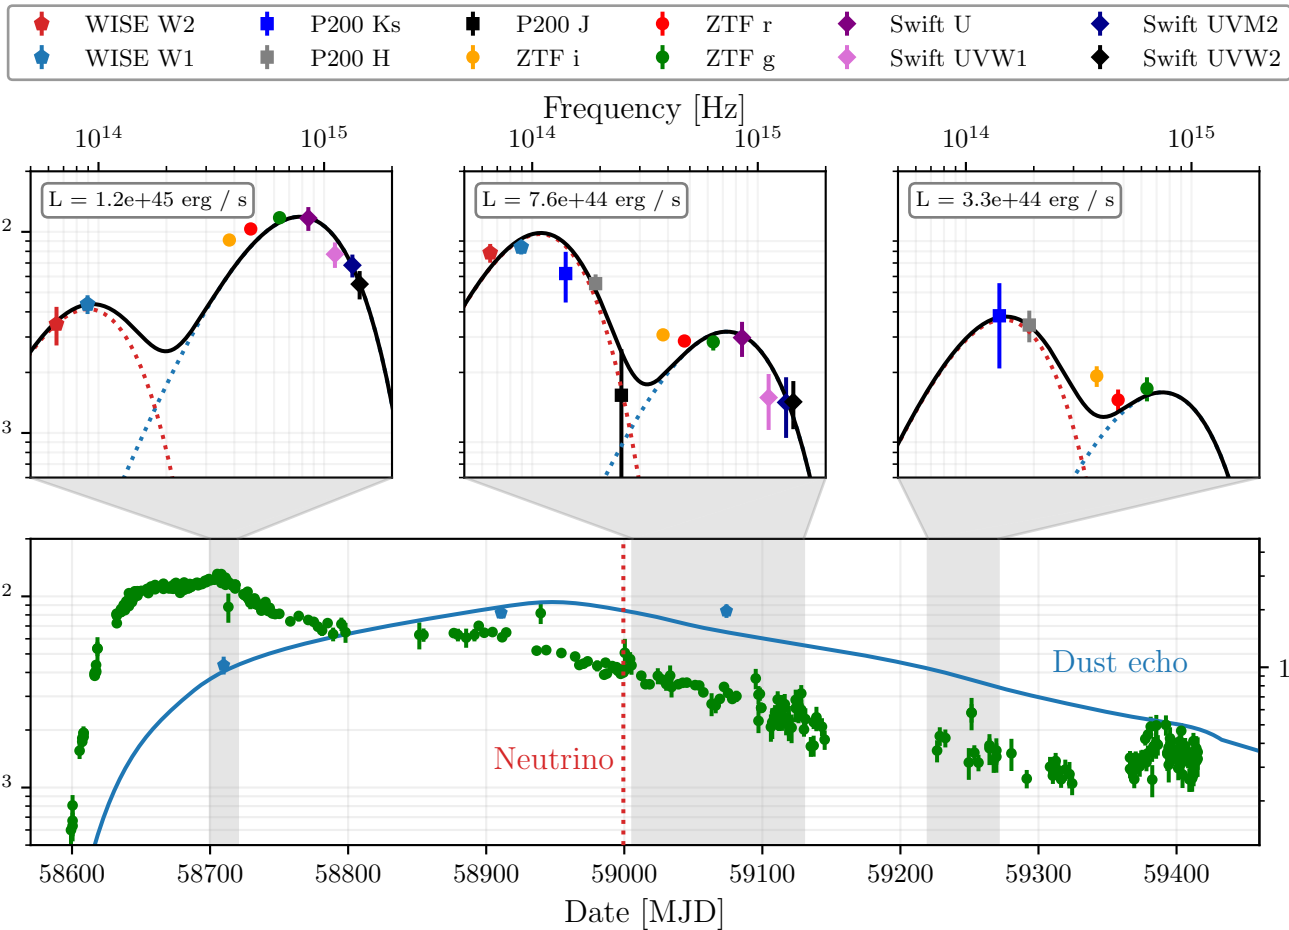 WISE W2 P200 Ks P200 J ZTF r Swift U Swift UVM2
WISE W1 P200 H ZTF i ZTF g Swift UVW1 Swift UVW2
Frequency [Hz]
10^14 10^15 10^14 10^15 10^14 10^15
L = 1.2e+45 erg / s L = 7.6e+44 erg / s L = 3.3e+44 erg / s
2
3
2
Dust echo 1
Neutrino
3
58600 58700 58800 58900 59000 59100 59200 59300 59400
Date [MJD]